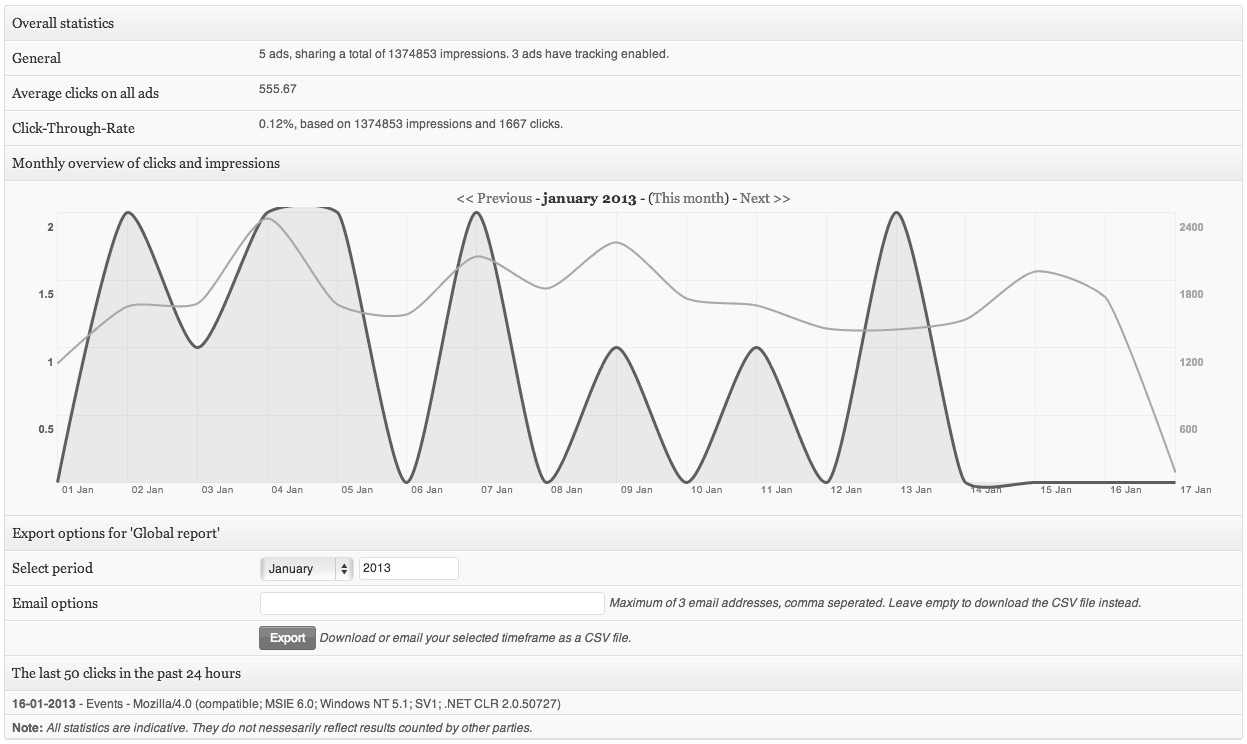 Overall statistics
General 5 ads, sharing a total of 1374853 impressions. 3 ads have tracking enabled.
Average clicks on all ads 555.67
Click-Through-Rate 0.12%, based on 1374853 impressions and 1667 clicks.
Monthly overview of clicks and impressions
<< Previous - january 2013 - (This month) - Next >>
2 2400
1.5 1800
1 1200
0.5 600
01 Jan 02 Jan 03 Jan 04 Jan 05 Jan 06 Jan 07 Jan 08 Jan 09 Jan 10 Jan 11 Jan 12 Jan 13 Jan 14 Jan 15 Jan 16 Jan 17 Jan
Export options for 'Global report'
Select period January 2013
Email options Maximum of 3 email addresses, comma seperated. Leave empty to download the CSV file instead.
Export Download or email your selected timeframe as a CSV file.
The last 50 clicks in the past 24 hours
16-01-2013 - Events - Mozilla/4.0 (compatible; MSIE 6.0; Windows NT 5.1; SV1; .NET CLR 2.0.50727)
Note: All statistics are indicative. They do not nessesarily reflect results counted by other parties.